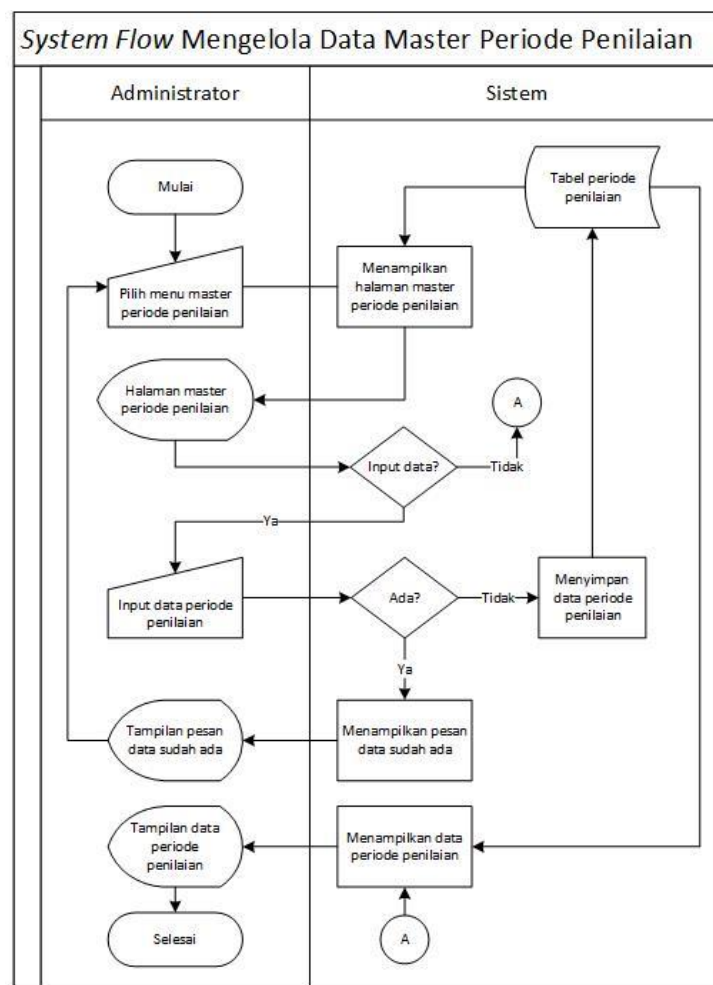 System Flow Mengelola Data Master Periode Penilaian
Administrator
Sistem
Mulai
Tabel periode
penilaian
Pilih menu master
periode penilaian
Menampilkan
halaman master
periode penilaian
Halaman master
periode penilaian
A
Input data?
Tidak
Ya
Input data periode
penilaian
Ada?
Tidak
Menyimpan
data periode
penilaian
Ya
Tampilan pesan
data sudah ada
Menampilkan pesan
data sudah ada
Tampilan data
periode
penilaian
Menampilkan data
periode penilaian
Selesai
A